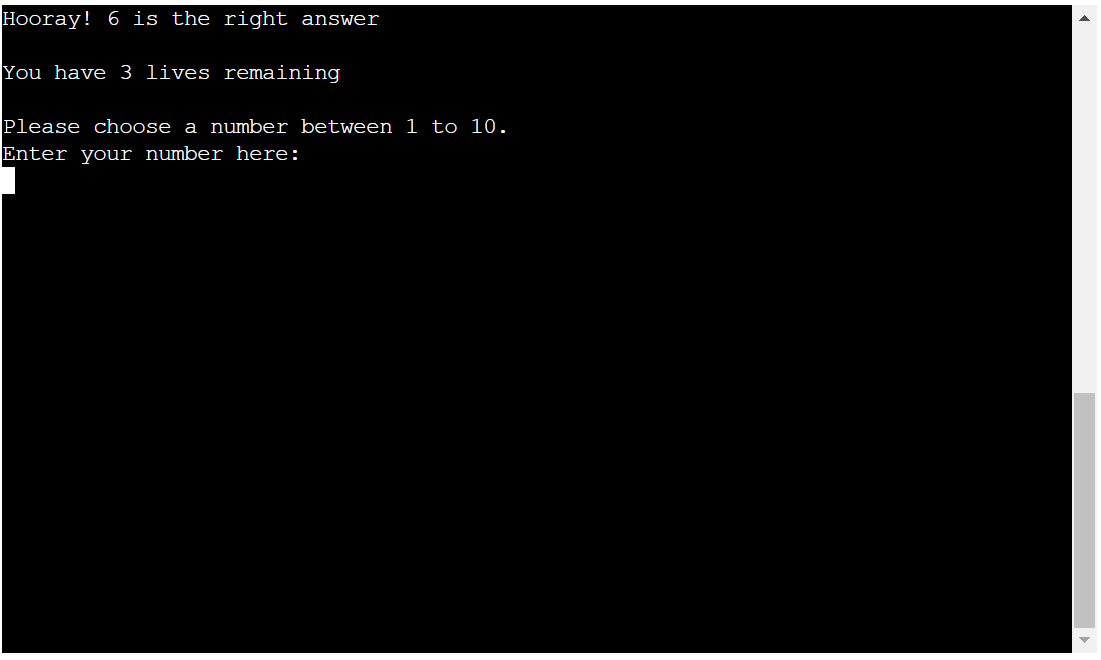 Hooray! 6 is the right answer
You have 3 lives remaining
Please choose a number between 1 to 10.
Enter your number here: